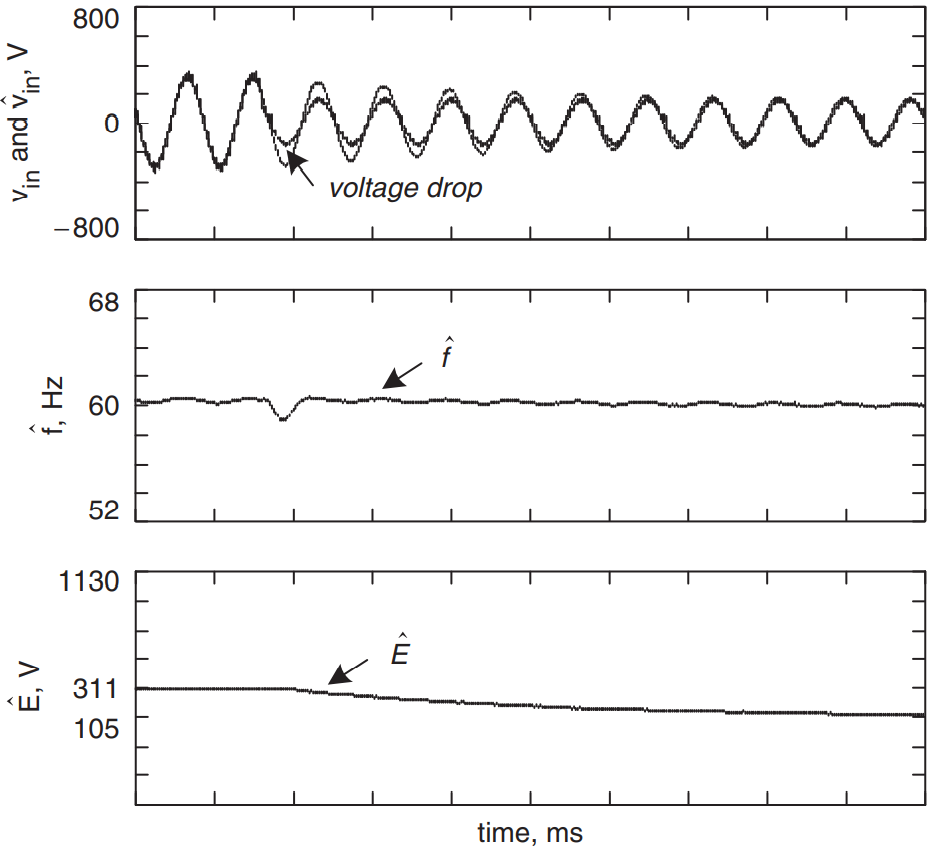 800
v_in and v̂_in, V
0
voltage drop
−800
68
f̂
f̂, Hz
60
52
1130
Ê
Ê, V
311
105
time, ms